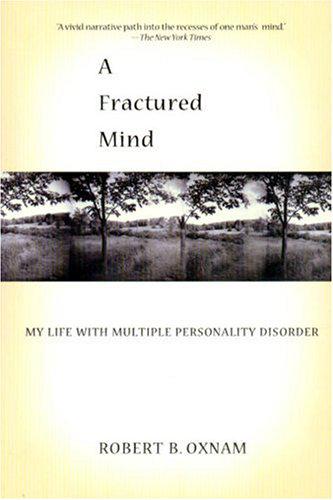 "A vivid narrative path into the recesses of one man's mind."
—The New York Times
A
Fractured
Mind
MY LIFE WITH MULTIPLE PERSONALITY DISORDER
ROBERT B. OXNAM